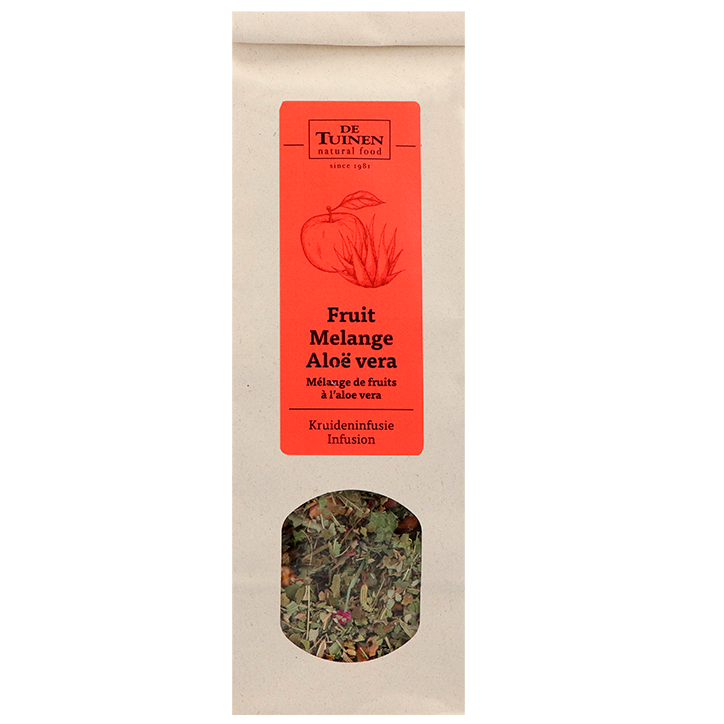 DE
TUINEN
natural food
since 1981
Fruit
Melange
Aloë vera
Mélange de fruits
à l'aloe vera
Kruideninfusie
Infusion